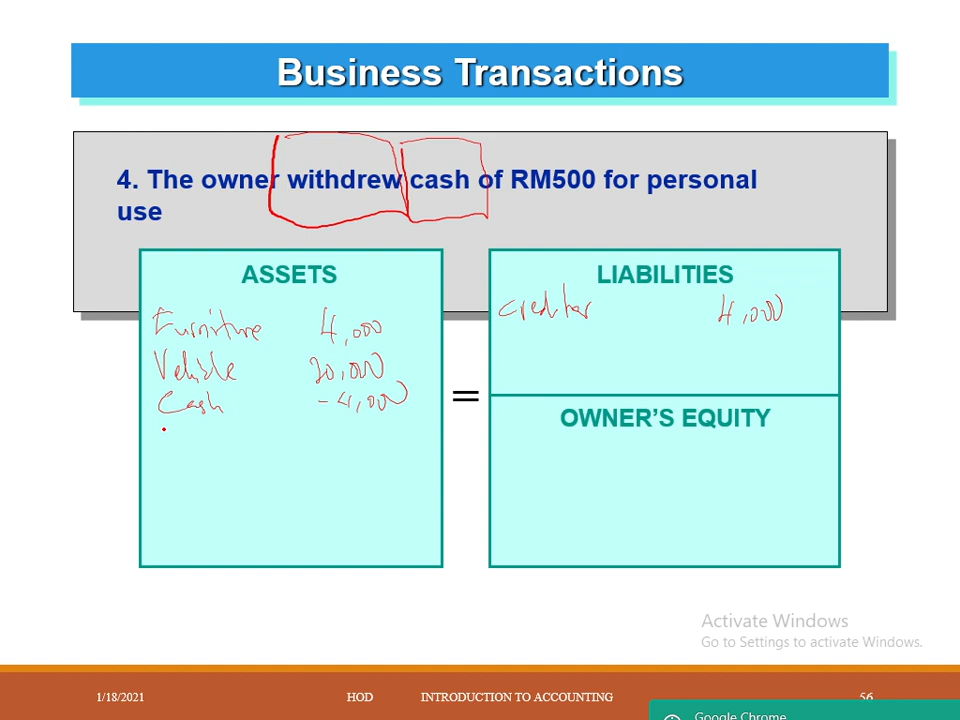 Business Transactions
4. The owner withdrew cash of RM500 for personal
use
ASSETS
Furniture 4,000
Vehicle 20,000
Cash - 4,000
=
LIABILITIES
Creditor 4,000
OWNER'S EQUITY
Activate Windows
Go to Settings to activate Windows.
1/18/2021 HOD INTRODUCTION TO ACCOUNTING 56
Google Chrome